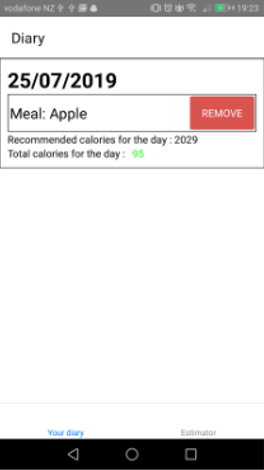 vodafone NZ 19:23
Diary
25/07/2019
Meal: Apple REMOVE
Recommended calories for the day : 2029
Total calories for the day : 95
Your diary Estimator